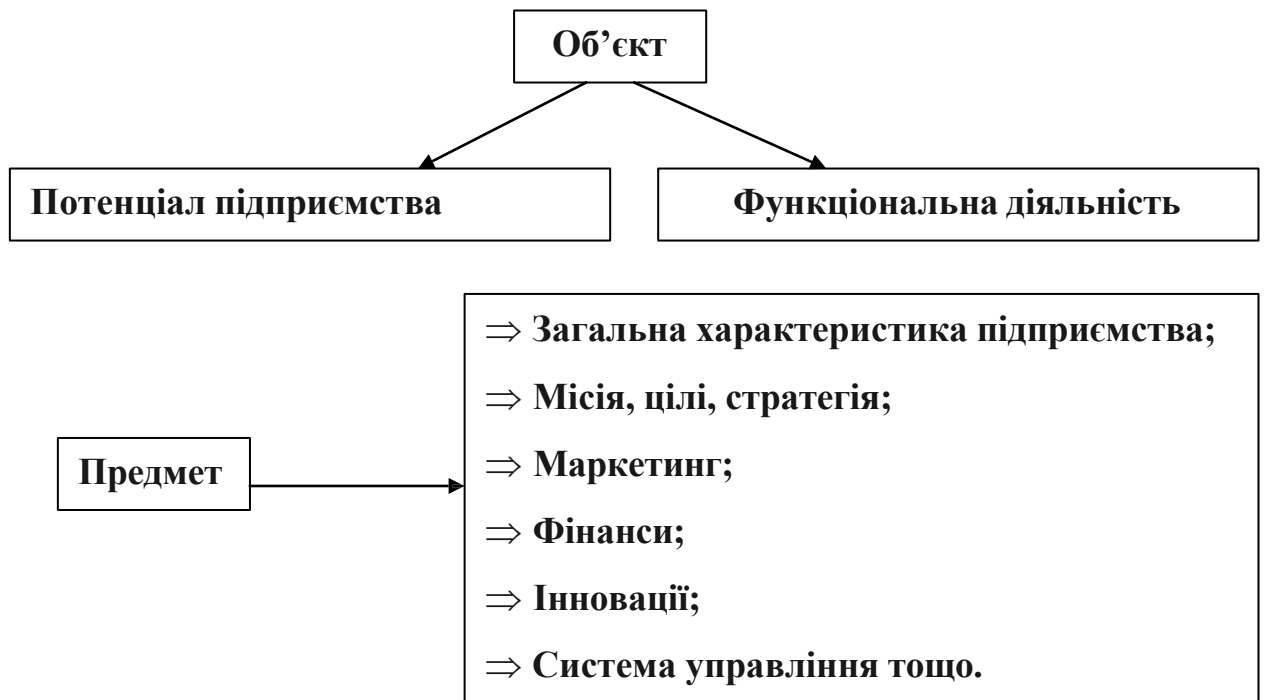 Об’єкт
Потенціал підприємства
Функціональна діяльність
Предмет
⇒ Загальна характеристика підприємства;
⇒ Місія, цілі, стратегія;
⇒ Маркетинг;
⇒ Фінанси;
⇒ Інновації;
⇒ Система управління тощо.